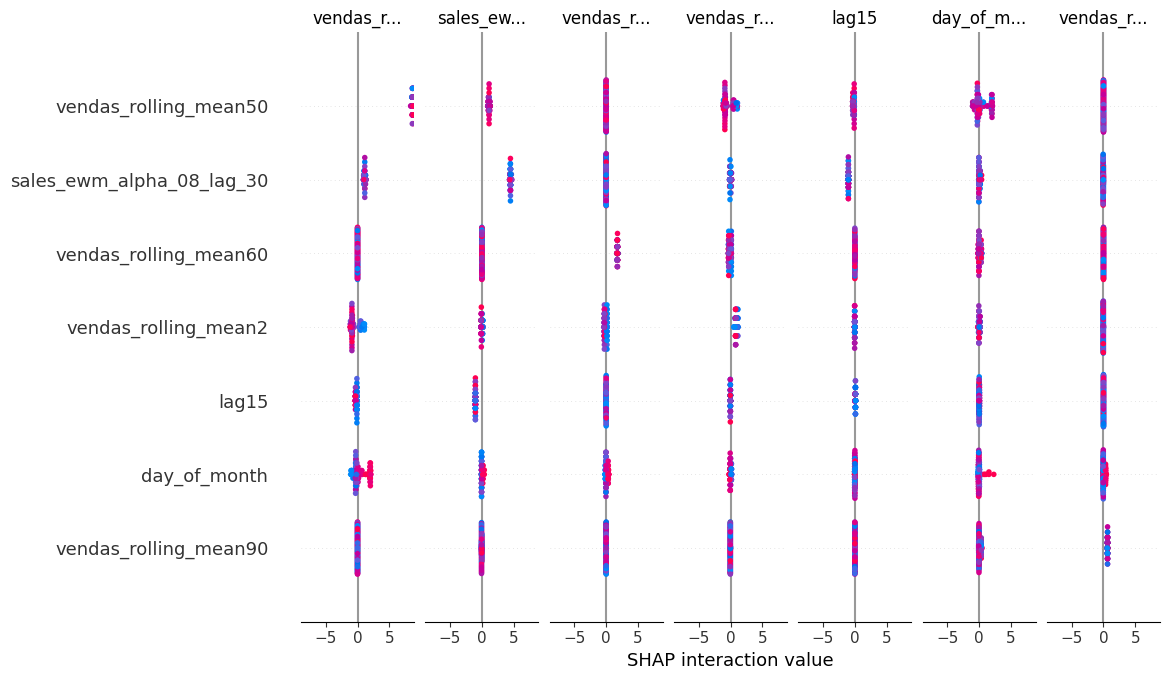 vendas_r... sales_ew... vendas_r... vendas_r... lag15 day_of_m... vendas_r...
vendas_rolling_mean50
sales_ewm_alpha_08_lag_30
vendas_rolling_mean60
vendas_rolling_mean2
lag15
day_of_month
vendas_rolling_mean90
−5 0 5 −5 0 5 −5 0 5 −5 0 5 −5 0 5 −5 0 5 −5 0 5
SHAP interaction value